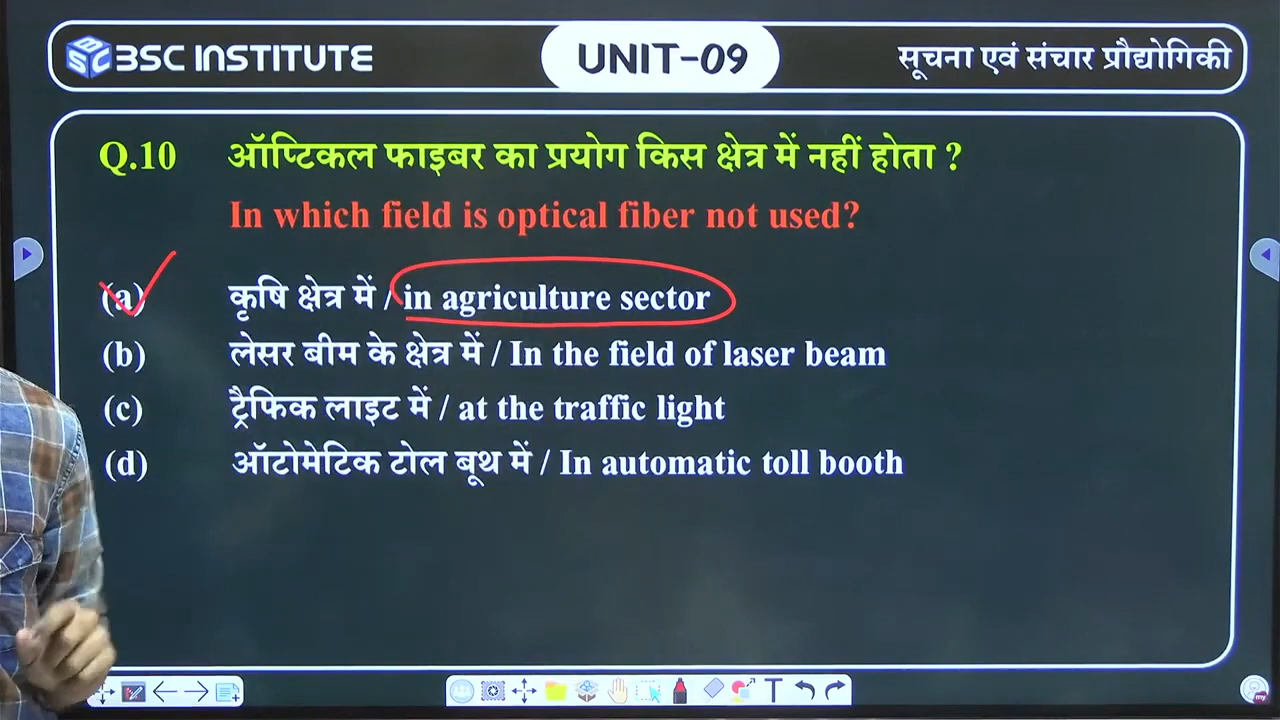 BSC INSTITUTE
UNIT-09
सूचना एवं संचार प्रौद्योगिकी
Q.10 ऑप्टिकल फाइबर का प्रयोग किस क्षेत्र में नहीं होता ?
In which field is optical fiber not used?
(a) कृषि क्षेत्र में / in agriculture sector
(b) लेसर बीम के क्षेत्र में / In the field of laser beam
(c) ट्रैफिक लाइट में / at the traffic light
(d) ऑटोमेटिक टोल बूथ में / In automatic toll booth